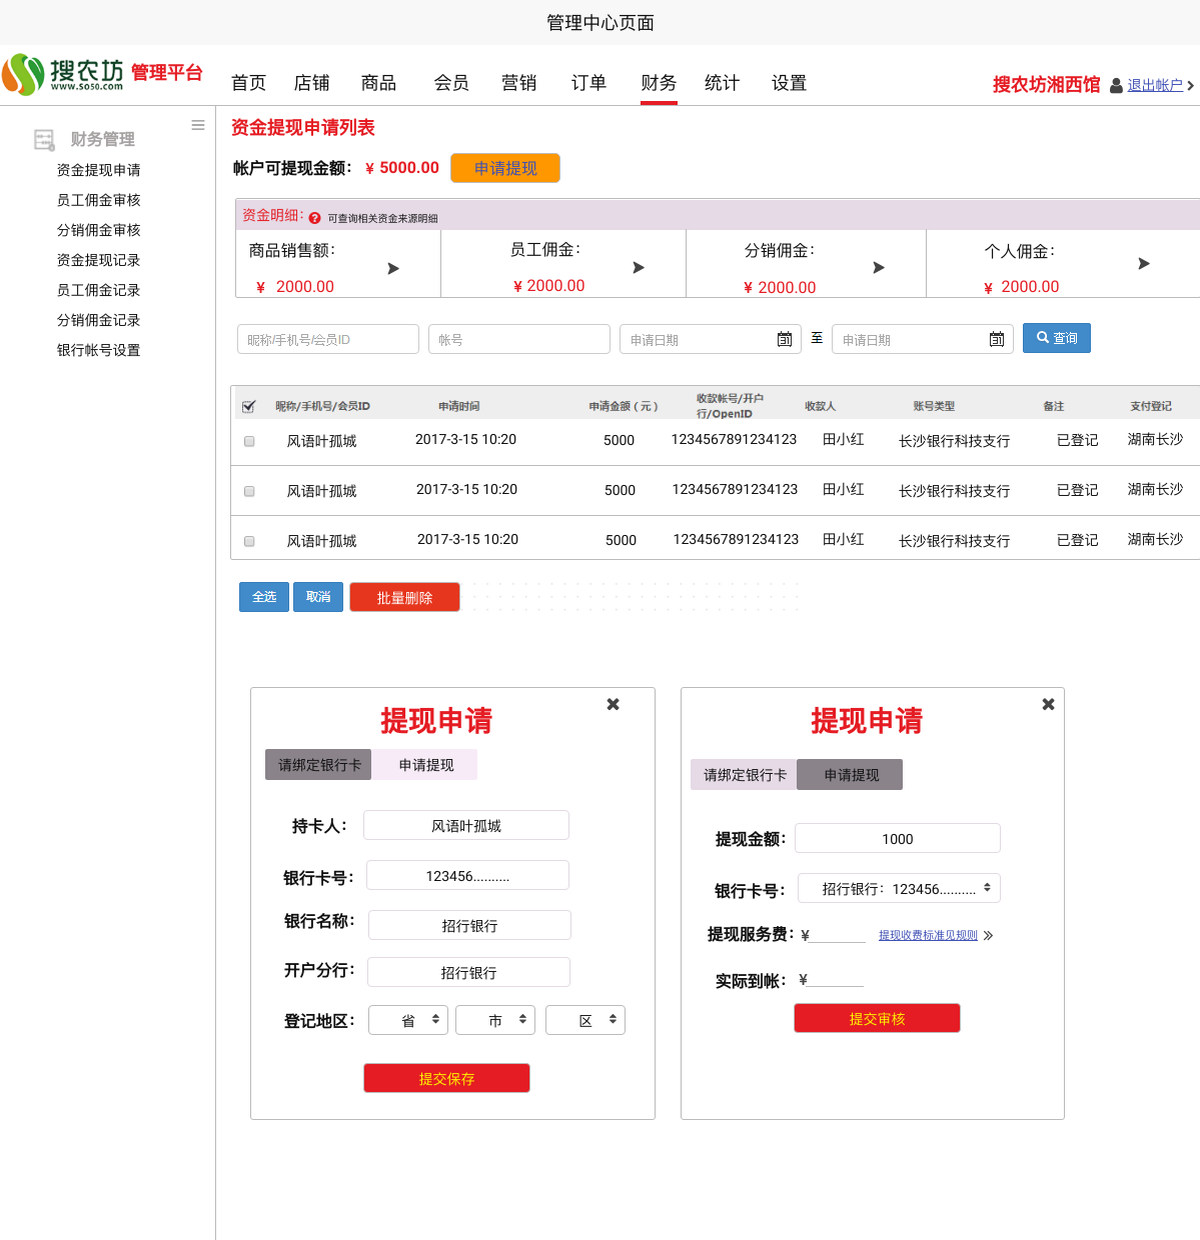 管理中心页面
搜农坊 管理平台
www.so50.com
首页 店铺 商品 会员 营销 订单 财务 统计 设置
搜农坊湘西馆 退出帐户
财务管理
资金提现申请
员工佣金审核
分销佣金审核
资金提现记录
员工佣金记录
分销佣金记录
银行帐号设置
资金提现申请列表
帐户可提现金额： ¥ 5000.00 申请提现
资金明细： ? 可查询相关资金来源明细
商品销售额： 员工佣金： 分销佣金： 个人佣金：
¥ 2000.00 ¥ 2000.00 ¥ 2000.00 ¥ 2000.00
昵称/手机号/会员ID 帐号 申请日期 31 至 申请日期 31 查询
昵称/手机号/会员ID 申请时间 申请金额（元） 收款帐号/开户行/OpenID 收款人 账号类型 备注 支付登记
风语叶孤城 2017-3-15 10:20 5000 1234567891234123 田小红 长沙银行科技支行 已登记 湖南长沙
风语叶孤城 2017-3-15 10:20 5000 1234567891234123 田小红 长沙银行科技支行 已登记 湖南长沙
风语叶孤城 2017-3-15 10:20 5000 1234567891234123 田小红 长沙银行科技支行 已登记 湖南长沙
全选 取消 批量删除
提现申请
请绑定银行卡 申请提现
持卡人： 风语叶孤城
银行卡号： 123456..........
银行名称： 招行银行
开户分行： 招行银行
登记地区： 省 市 区
提交保存
提现申请
请绑定银行卡 申请提现
提现金额： 1000
银行卡号： 招行银行：123456..........
提现服务费：¥________ 提现收费标准见规则
实际到帐： ¥________
提交审核